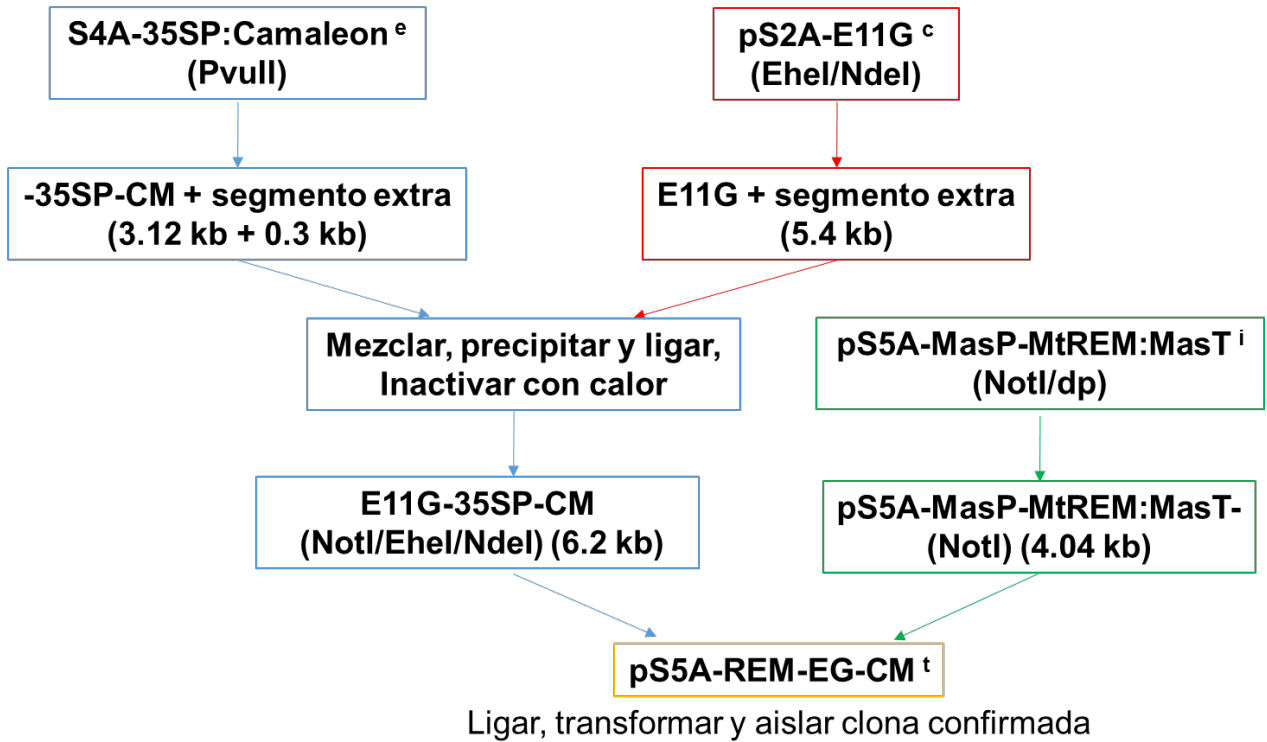 S4A-35SP:Camaleon e
(PvuII)
pS2A-E11G c
(EheI/NdeI)
-35SP-CM + segmento extra
(3.12 kb + 0.3 kb)
E11G + segmento extra
(5.4 kb)
Mezclar, precipitar y ligar,
Inactivar con calor
pS5A-MasP-MtREM:MasT i
(NotI/dp)
E11G-35SP-CM
(NotI/EheI/NdeI) (6.2 kb)
pS5A-MasP-MtREM:MasT-
(NotI) (4.04 kb)
pS5A-REM-EG-CM t
Ligar, transformar y aislar clona confirmada